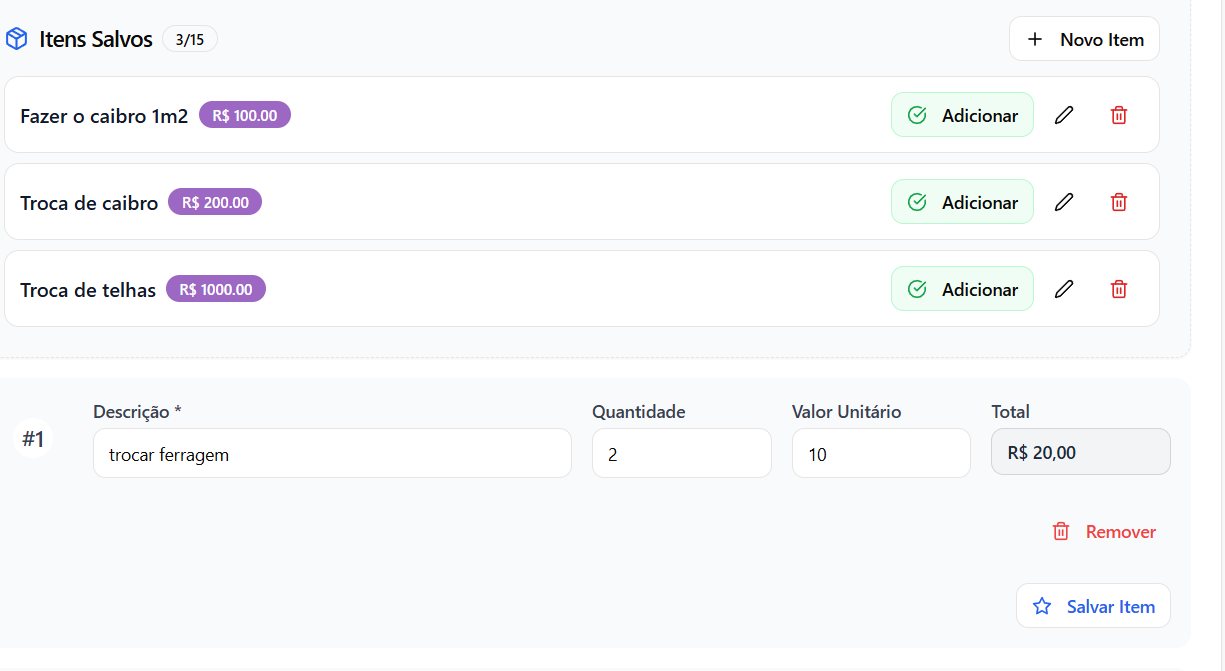 Itens Salvos 3/15 Novo Item
Fazer o caibro 1m2 R$ 100.00 Adicionar
Troca de caibro R$ 200.00 Adicionar
Troca de telhas R$ 1000.00 Adicionar
Descrição * Quantidade Valor Unitário Total
#1 trocar ferragem 2 10 R$ 20,00
Remover
Salvar Item